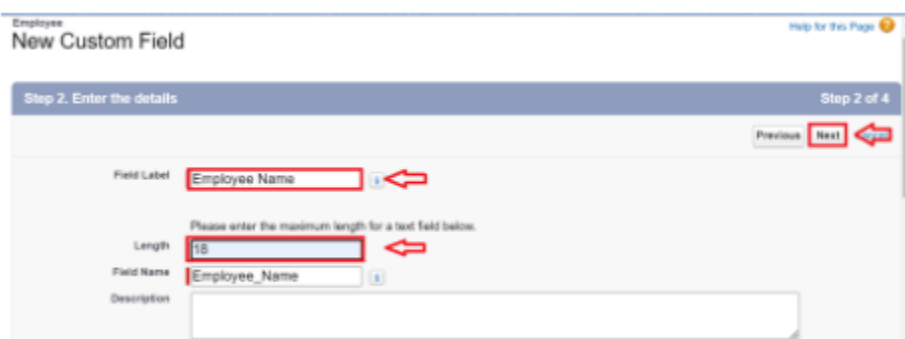 Employee
New Custom Field
Help for this Page
Step 2. Enter the details
Step 2 of 4
Previous Next
Field Label
Employee Name
i
Please enter the maximum length for a text field below.
Length
18
Field Name
Employee_Name
i
Description